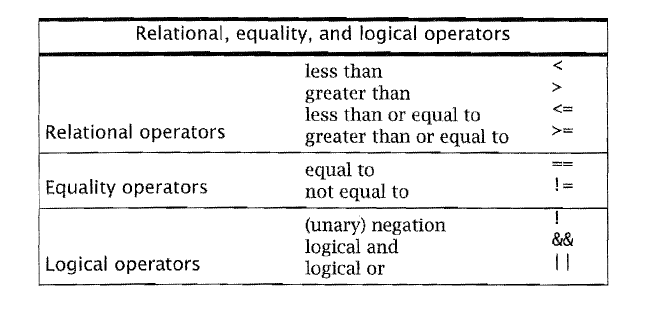 Relational, equality, and logical operators
less than <
greater than >
less than or equal to <=
Relational operators greater than or equal to >=
equal to ==
Equality operators not equal to !=
(unary) negation !
logical and &&
Logical operators logical or ||